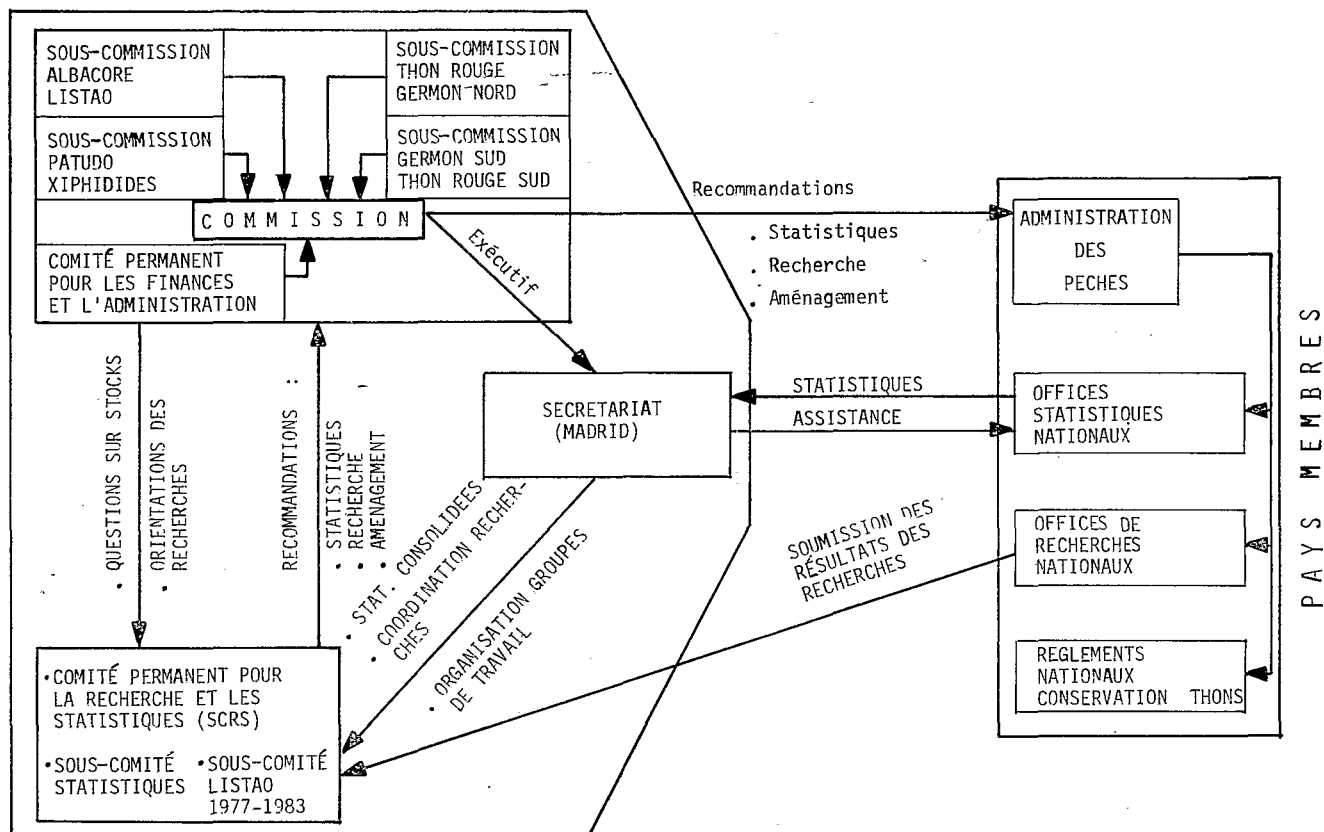 SOUS-COMMISSION
ALBACORE
LISTAO
SOUS-COMMISSION
THON ROUGE
GERMON-NORD
SOUS-COMMISSION
PATUDO
XIPHIDIDES
SOUS-COMMISSION
GERMON SUD
THON ROUGE SUD
COMMISSION
COMITÉ PERMANENT
POUR LES FINANCES
ET L'ADMINISTRATION
Exécutif
Recommandations
. Statistiques
. Recherche
. Aménagement
ADMINISTRATION
DES
PECHES
SECRETARIAT
(MADRID)
STATISTIQUES
ASSISTANCE
OFFICES
STATISTIQUES
NATIONAUX
OFFICES DE
RECHERCHES
NATIONAUX
REGLEMENTS
NATIONAUX
CONSERVATION THONS
PAYS MEMBRES
• QUESTIONS SUR STOCKS
• ORIENTATIONS DES
RECHERCHES
RECOMMANDATIONS :
• STATISTIQUES
• RECHERCHE
• AMENAGEMENT
• STAT. CONSOLIDEES
• COORDINATION RECHER-
CHES
• ORGANISATION GROUPES
DE TRAVAIL
SOUMISSION DES
RÉSULTATS DES
RECHERCHES
•COMITÉ PERMANENT POUR
LA RECHERCHE ET LES
STATISTIQUES (SCRS)
•SOUS-COMITÉ
STATISTIQUES
•SOUS-COMITÉ
LISTAO
1977-1983